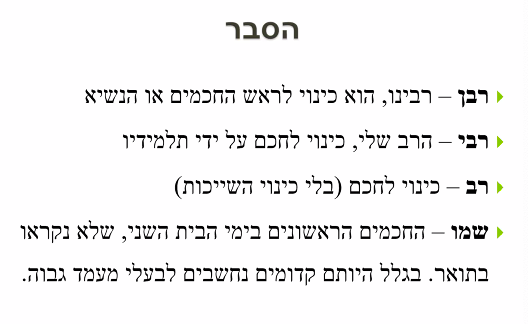 הסבר
רבן – רבינו, הוא כינוי לראש החכמים או הנשיא
רבי – הרב שלי, כינוי לחכם על ידי תלמידיו
רב – כינוי לחכם (בלי כינוי השייכות)
שמו – החכמים הראשונים בימי הבית השני, שלא נקראו
בתואר. בגלל היותם קדומים נחשבים לבעלי מעמד גבוה.